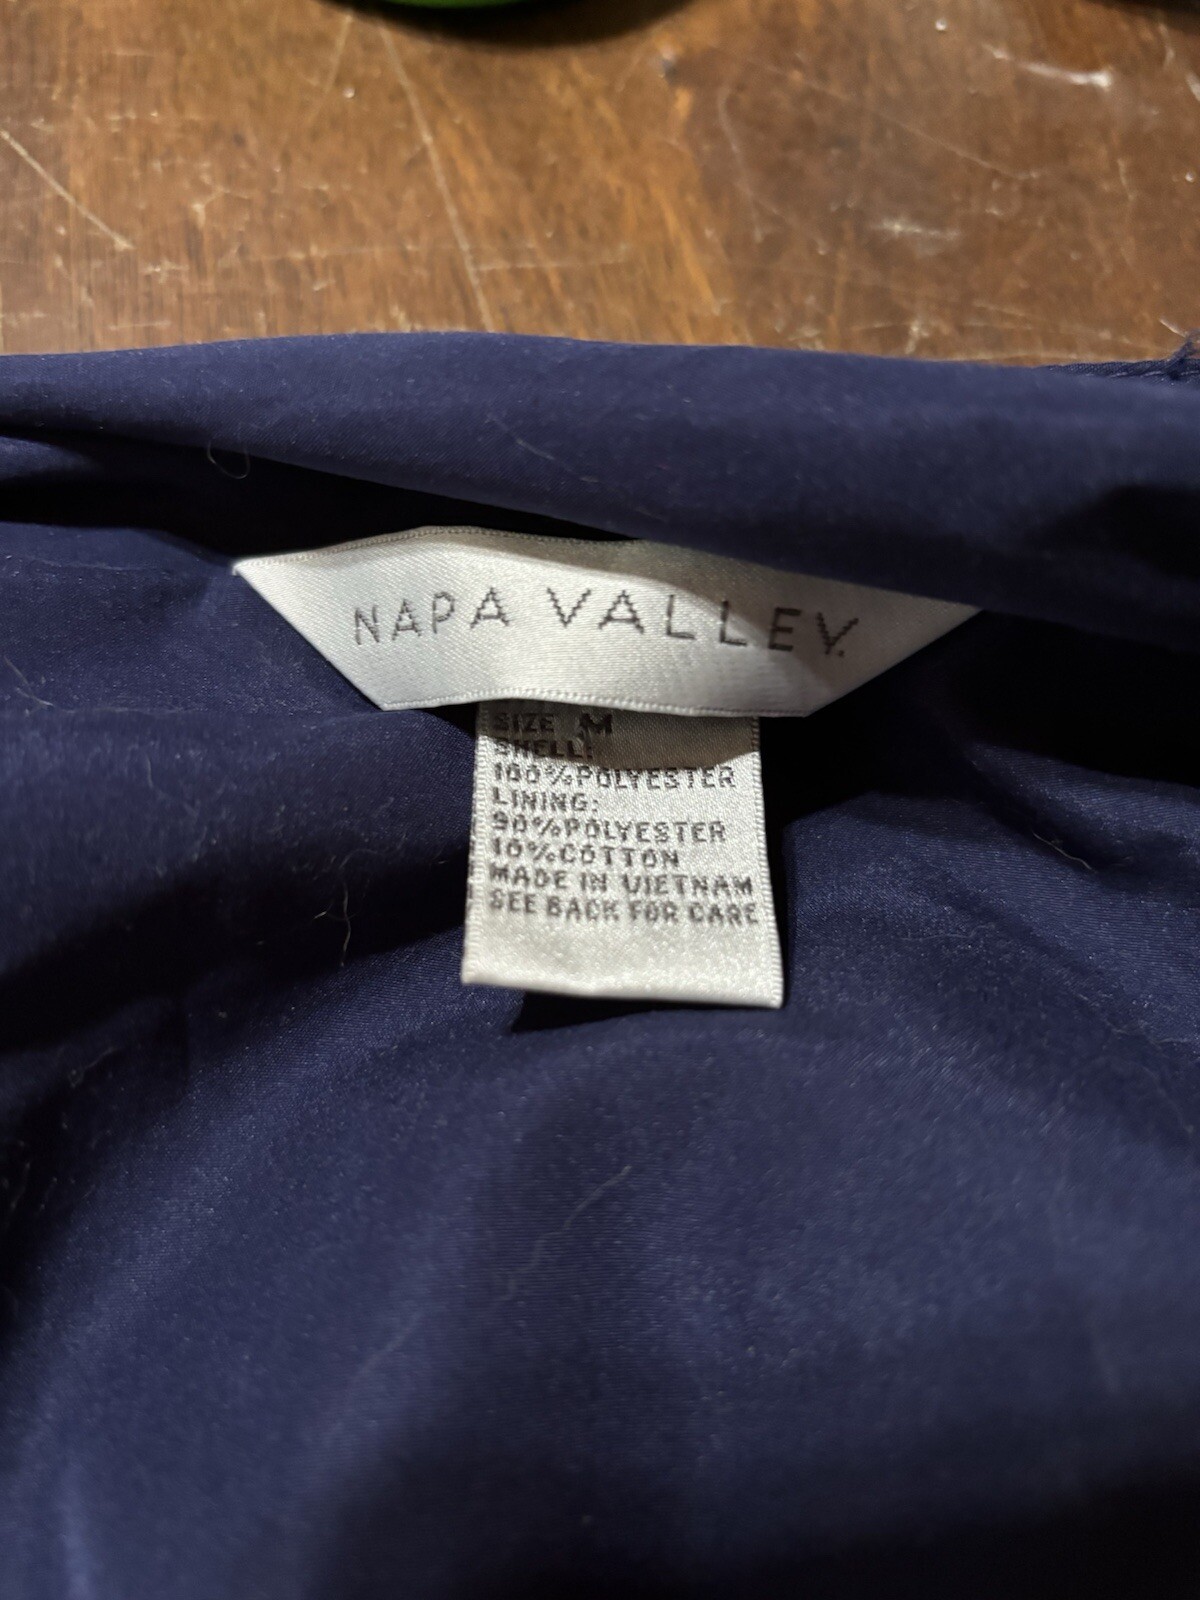 NAPA VALLEY.
SIZE M
SHELL:
100%POLYESTER
LINING:
90%POLYESTER
10%COTTON
MADE IN VIETNAM
SEE BACK FOR CARE